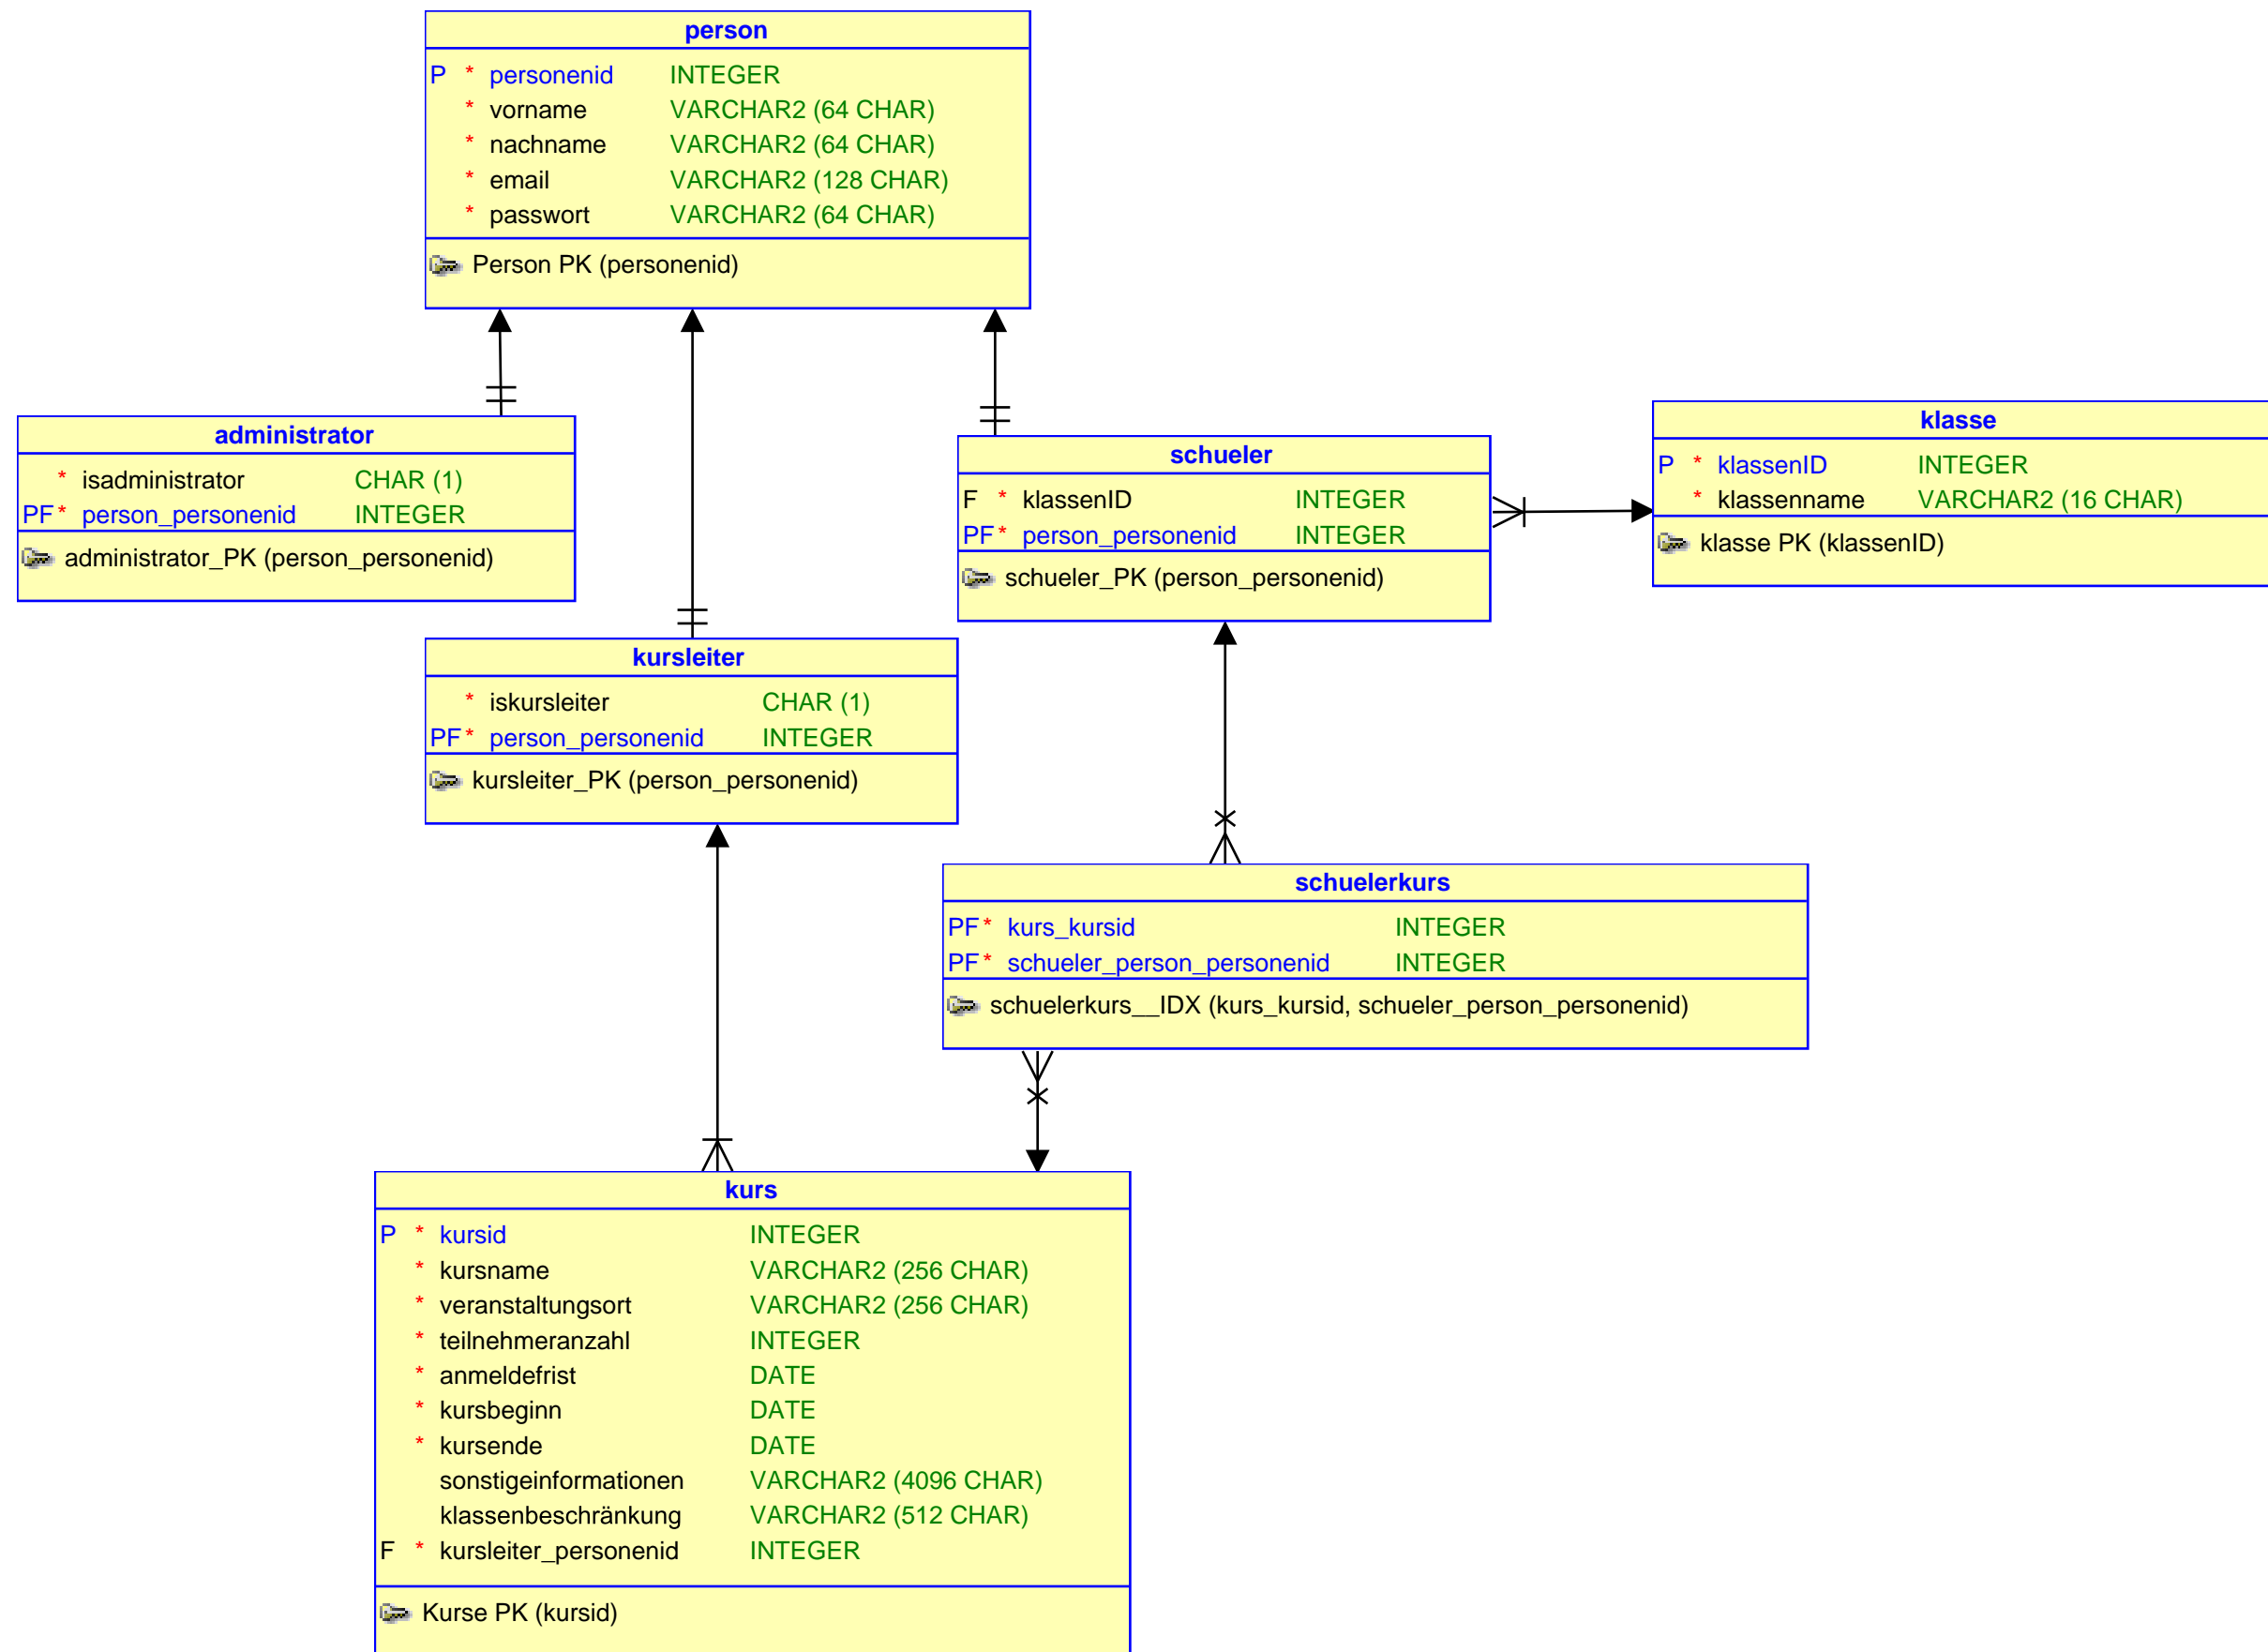 person
P * personenid INTEGER
* vorname VARCHAR2 (64 CHAR)
* nachname VARCHAR2 (64 CHAR)
* email VARCHAR2 (128 CHAR)
* passwort VARCHAR2 (64 CHAR)
Person PK (personenid)
administrator
* isadministrator CHAR (1)
PF * person_personenid INTEGER
administrator_PK (person_personenid)
schueler
F * klassenID INTEGER
PF * person_personenid INTEGER
schueler_PK (person_personenid)
klasse
P * klassenID INTEGER
* klassenname VARCHAR2 (16 CHAR)
klasse PK (klassenID)
kursleiter
* iskursleiter CHAR (1)
PF * person_personenid INTEGER
kursleiter_PK (person_personenid)
schuelerkurs
PF * kurs_kursid INTEGER
PF * schueler_person_personenid INTEGER
schuelerkurs__IDX (kurs_kursid, schueler_person_personenid)
kurs
P * kursid INTEGER
* kursname VARCHAR2 (256 CHAR)
* veranstaltungsort VARCHAR2 (256 CHAR)
* teilnehmeranzahl INTEGER
* anmeldefrist DATE
* kursbeginn DATE
* kursende DATE
sonstigeinformationen VARCHAR2 (4096 CHAR)
klassenbeschränkung VARCHAR2 (512 CHAR)
F * kursleiter_personenid INTEGER
Kurse PK (kursid)